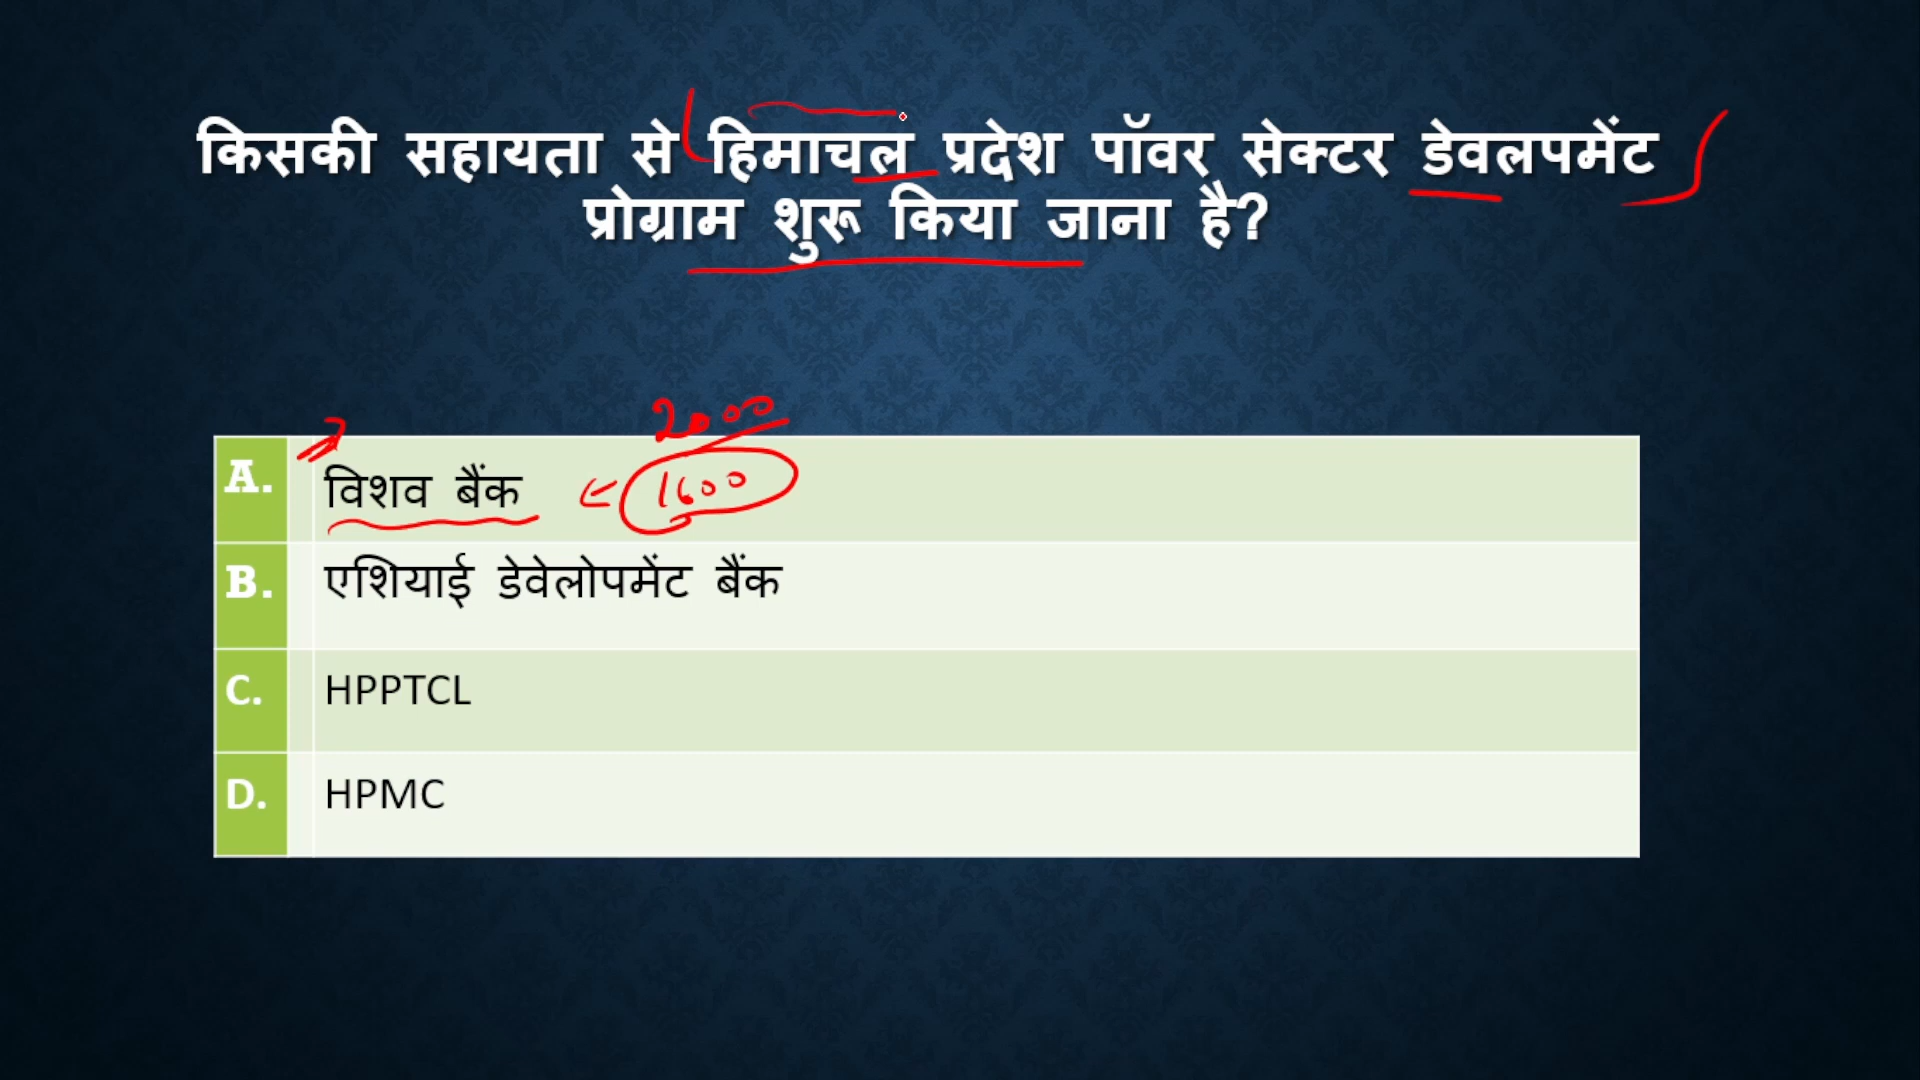 किसकी सहायता से हिमाचल प्रदेश पॉवर सेक्टर डेवलपमेंट
प्रोग्राम शुरू किया जाना है?
2000
A. विशव बैंक 1600
B. एशियाई डेवेलोपमेंट बैंक
C. HPPTCL
D. HPMC